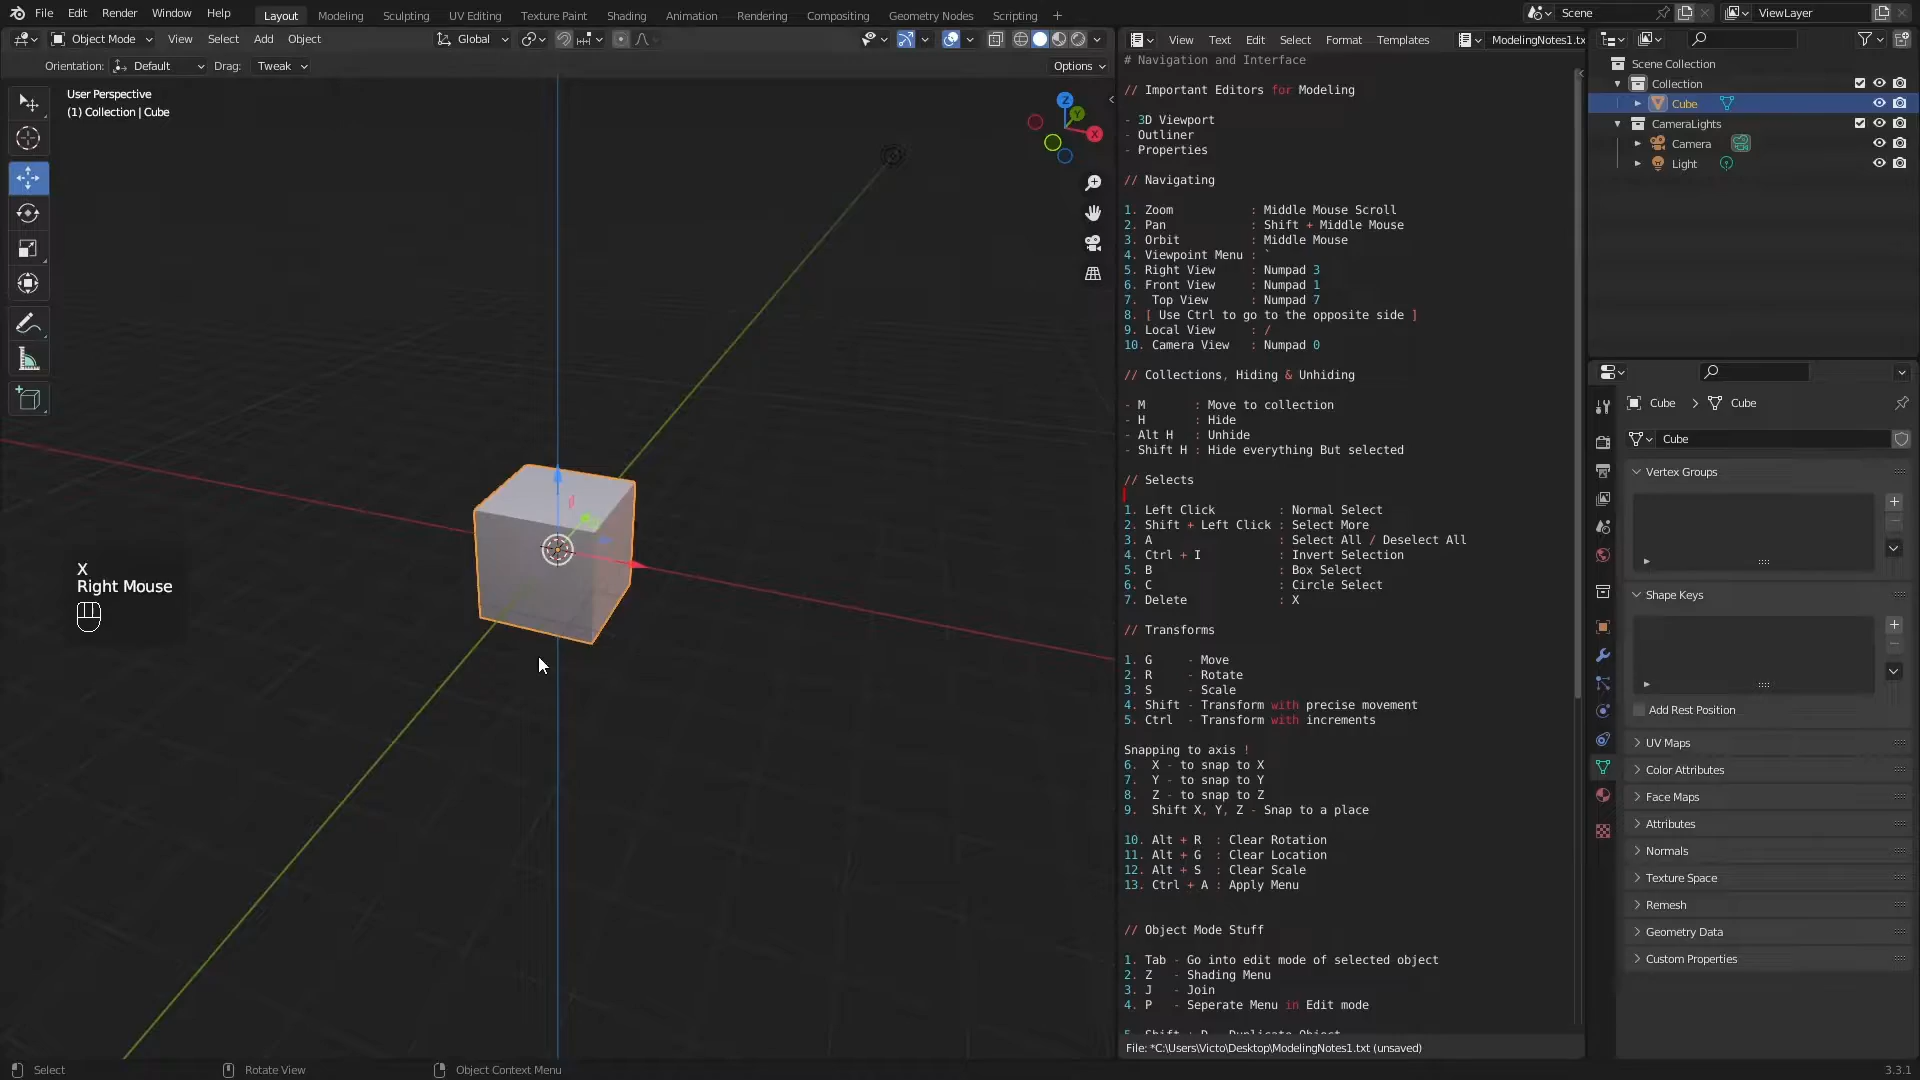 File Edit Render Window Help Layout Modeling Sculpting UV Editing Texture Paint Shading Animation Rendering Compositing Geometry Nodes Scripting + Scene ViewLayer
Object Mode View Select Add Object Global View Text Edit Select Format Templates ModelingNotes1.tx
Orientation: Default Drag: Tweak Options
User Perspective
(1) Collection | Cube
Z
Y
X
X
Right Mouse
# Navigation and Interface
// Important Editors for Modeling
- 3D Viewport
- Outliner
- Properties
// Navigating
1. Zoom : Middle Mouse Scroll
2. Pan : Shift + Middle Mouse
3. Orbit : Middle Mouse
4. Viewpoint Menu : `
5. Right View : Numpad 3
6. Front View : Numpad 1
7. Top View : Numpad 7
8. [ Use Ctrl to go to the opposite side ]
9. Local View : /
10. Camera View : Numpad 0
// Collections, Hiding & Unhiding
- M : Move to collection
- H : Hide
- Alt H : Unhide
- Shift H : Hide everything But selected
// Selects
1. Left Click : Normal Select
2. Shift + Left Click : Select More
3. A : Select All / Deselect All
4. Ctrl + I : Invert Selection
5. B : Box Select
6. C : Circle Select
7. Delete : X
// Transforms
1. G - Move
2. R - Rotate
3. S - Scale
4. Shift - Transform with precise movement
5. Ctrl - Transform with increments
Snapping to axis !
6. X - to snap to X
7. Y - to snap to Y
8. Z - to snap to Z
9. Shift X, Y, Z - Snap to a place
10. Alt + R : Clear Rotation
11. Alt + G : Clear Location
12. Alt + S : Clear Scale
13. Ctrl + A : Apply Menu
// Object Mode Stuff
1. Tab - Go into edit mode of selected object
2. Z - Shading Menu
3. J - Join
4. P - Seperate Menu in Edit mode
5. Shift + D - Duplicate Object
File: *C:\Users\Victo\Desktop\ModelingNotes1.txt (unsaved)
Scene Collection
Collection
Cube
CameraLights
Camera
Light
Cube > Cube
Cube
Vertex Groups
Shape Keys
Add Rest Position
UV Maps
Color Attributes
Face Maps
Attributes
Normals
Texture Space
Remesh
Geometry Data
Custom Properties
Select Rotate View Object Context Menu 3.3.1